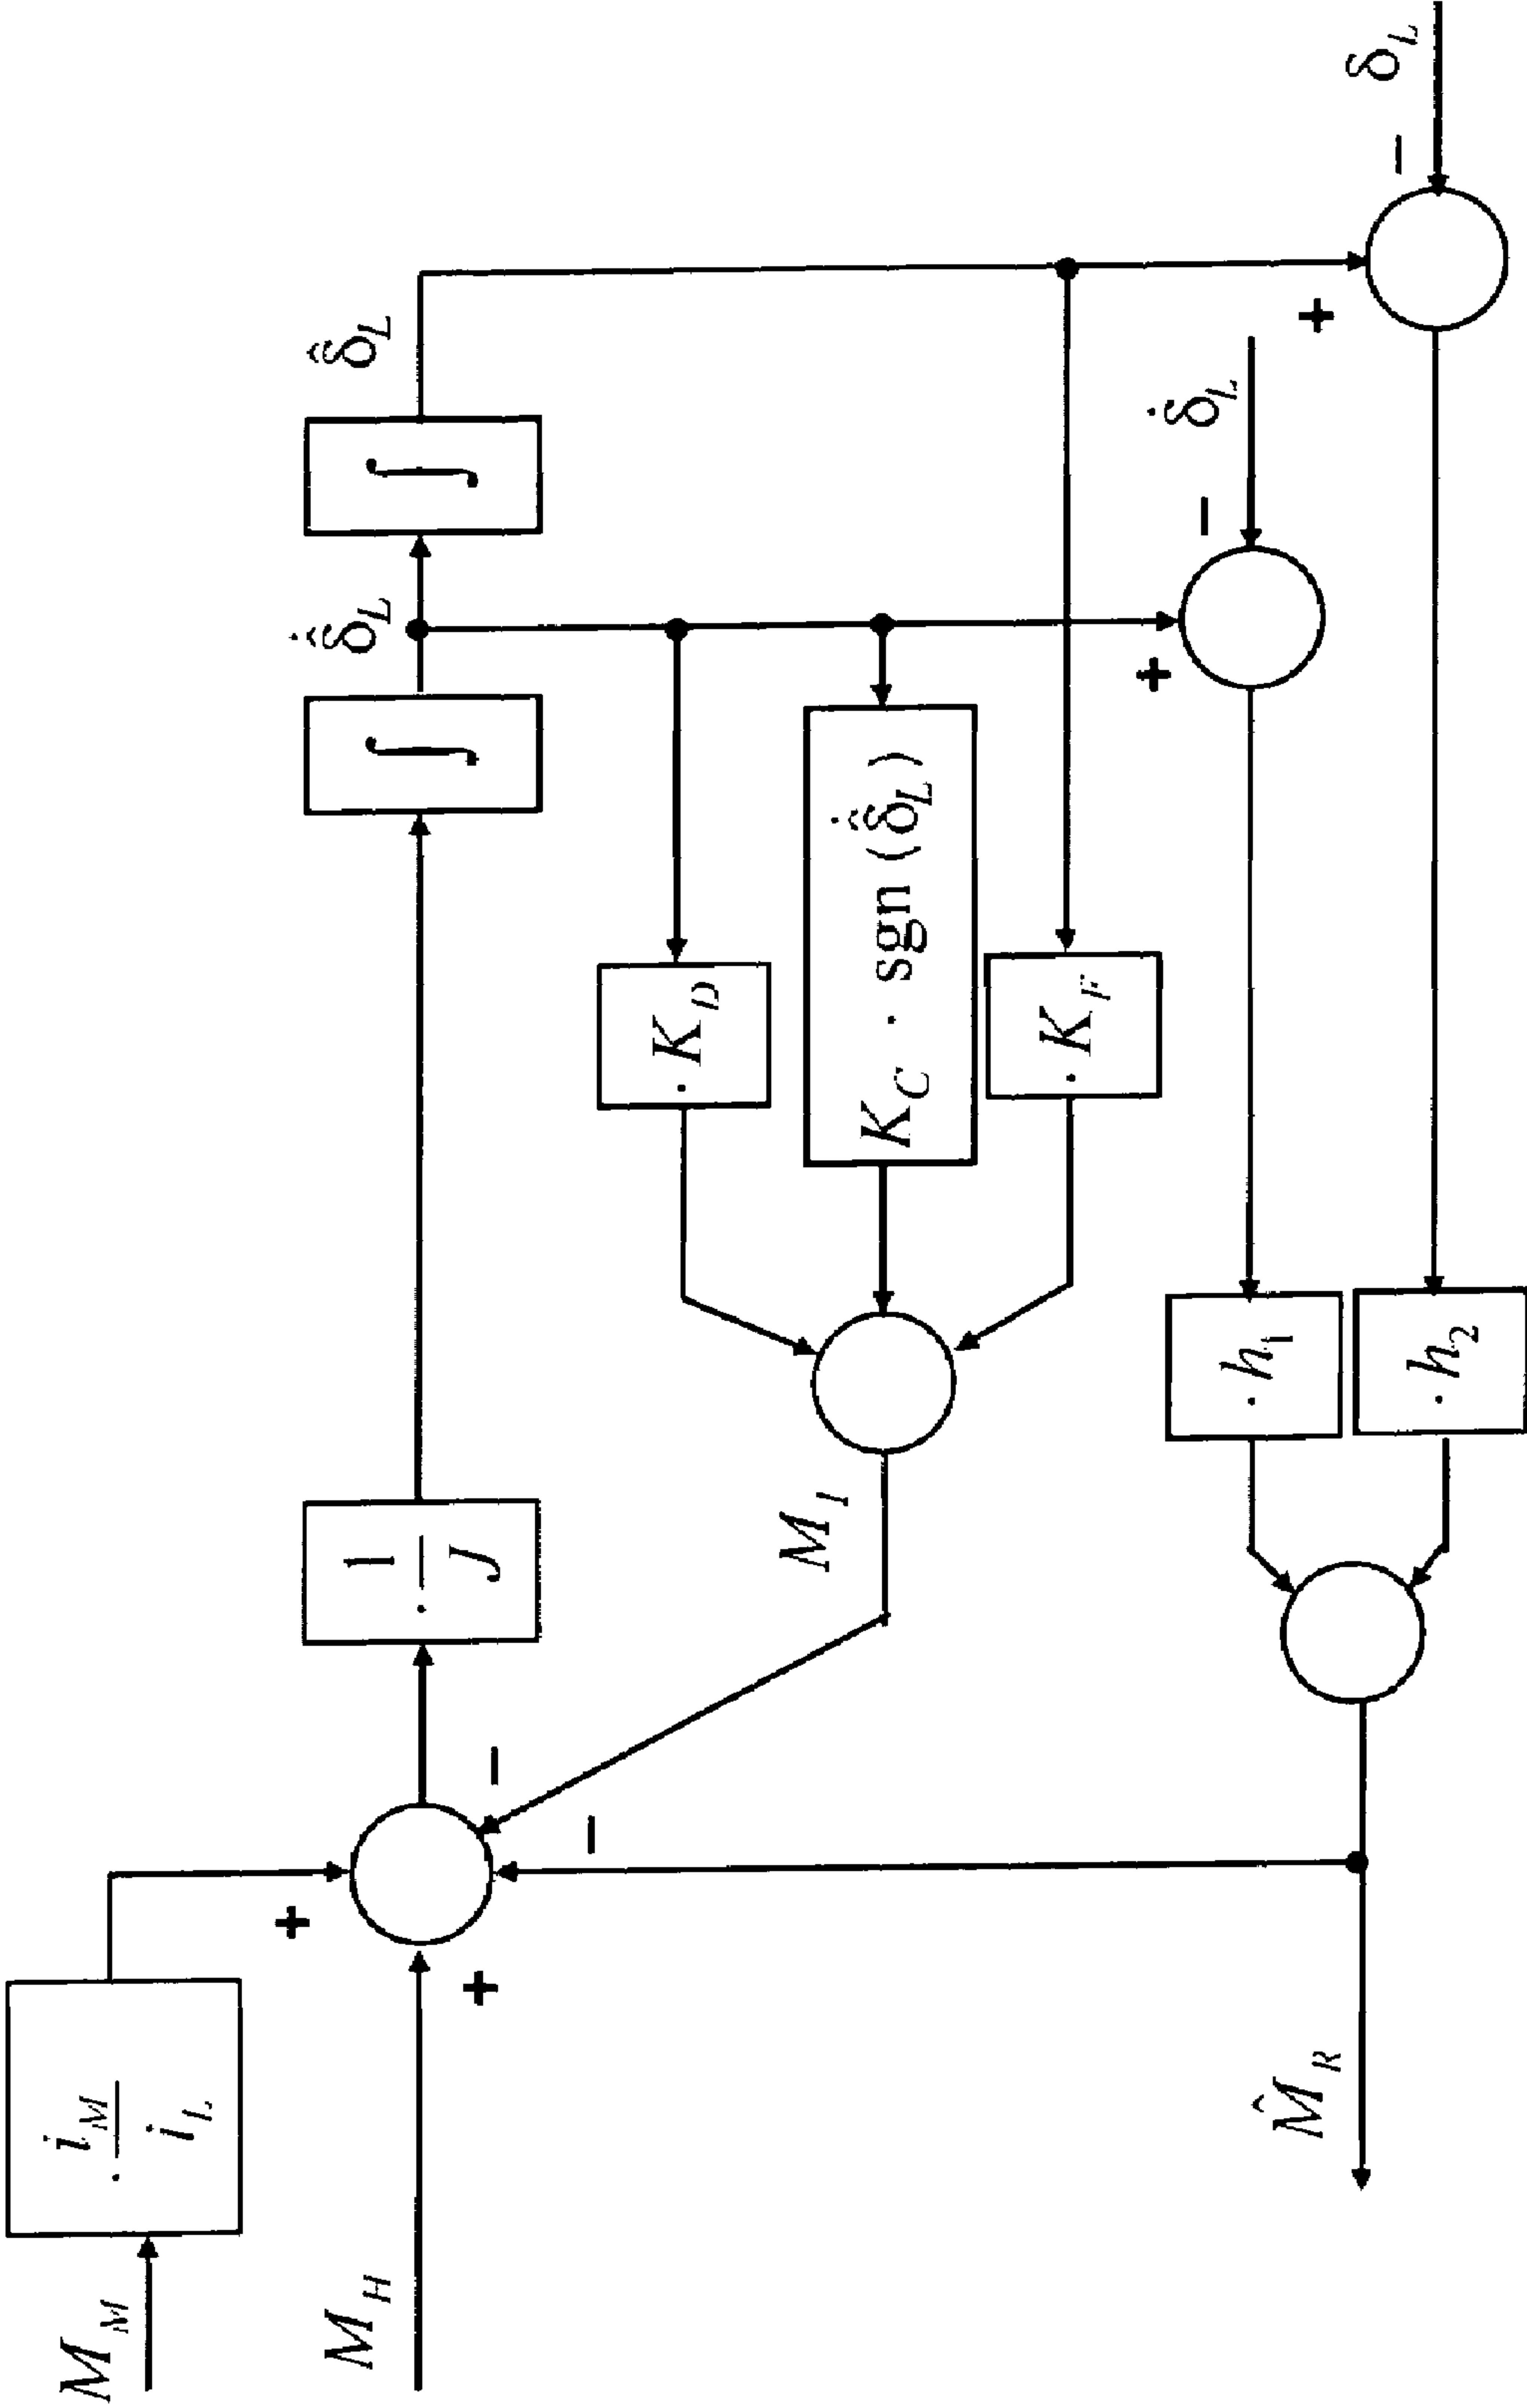 M_M
· i_M / i_L
M_H
+
+
−
−
· 1 / J
∫
δ̂̇_L
∫
δ̂_L
· K_D
K_C · sgn (δ̂̇_L)
· K_F
M_I
+
−
δ̇_L
+
−
δ_L
· h_1
· h_2
M̂_R